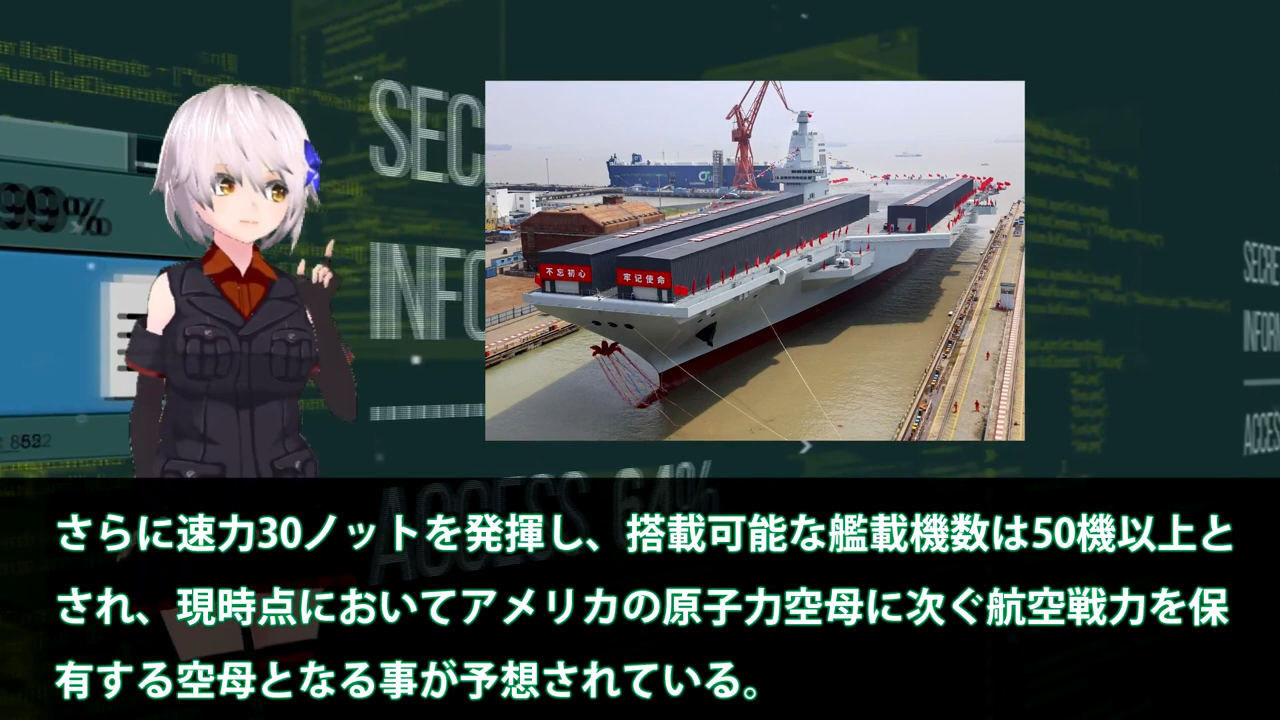 SEC
99%
INFO
不忘初心
牢记使命
SECRE
INFOR
ACCES
ACCESS 64%
さらに速力30ノットを発揮し、搭載可能な艦載機数は50機以上と
され、現時点においてアメリカの原子力空母に次ぐ航空戦力を保
有する空母となる事が予想されている。